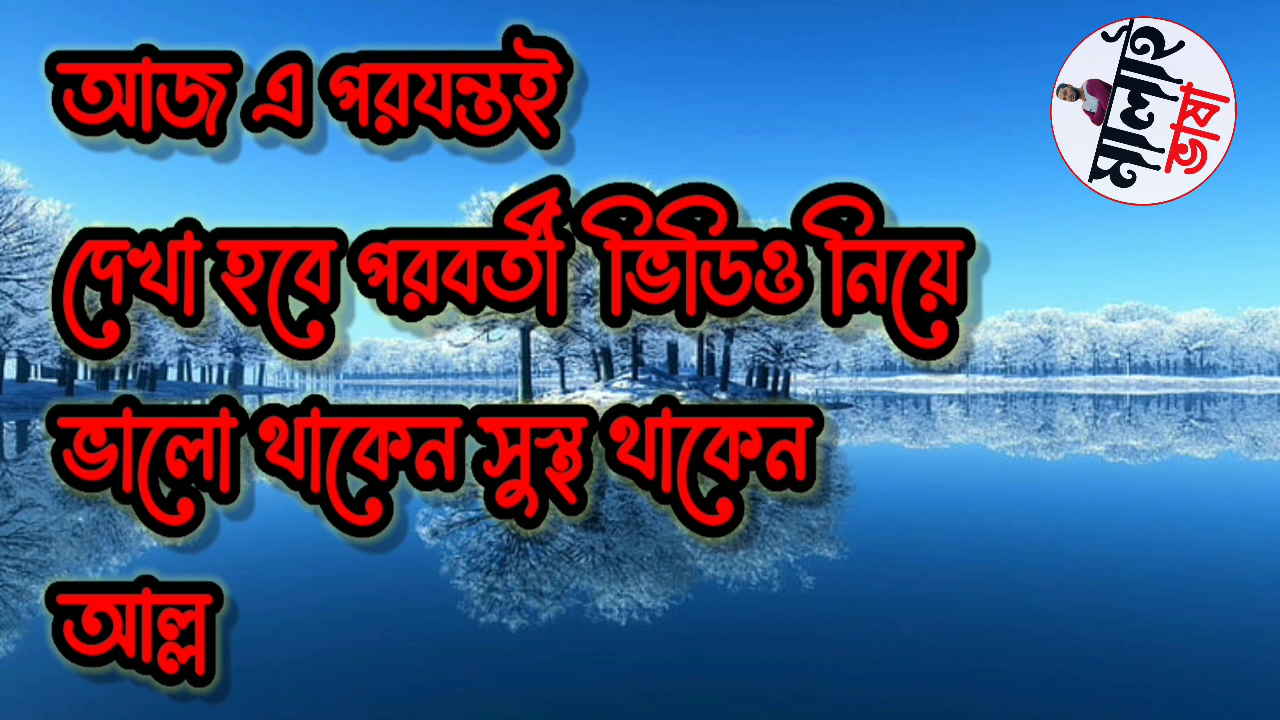 আজ এ পরযন্তই
দেখা হবে পরবর্তী ভিডিও নিয়ে
ভালো থাকেন সুস্থ থাকেন
আল্ল
মালাই
ভাষা